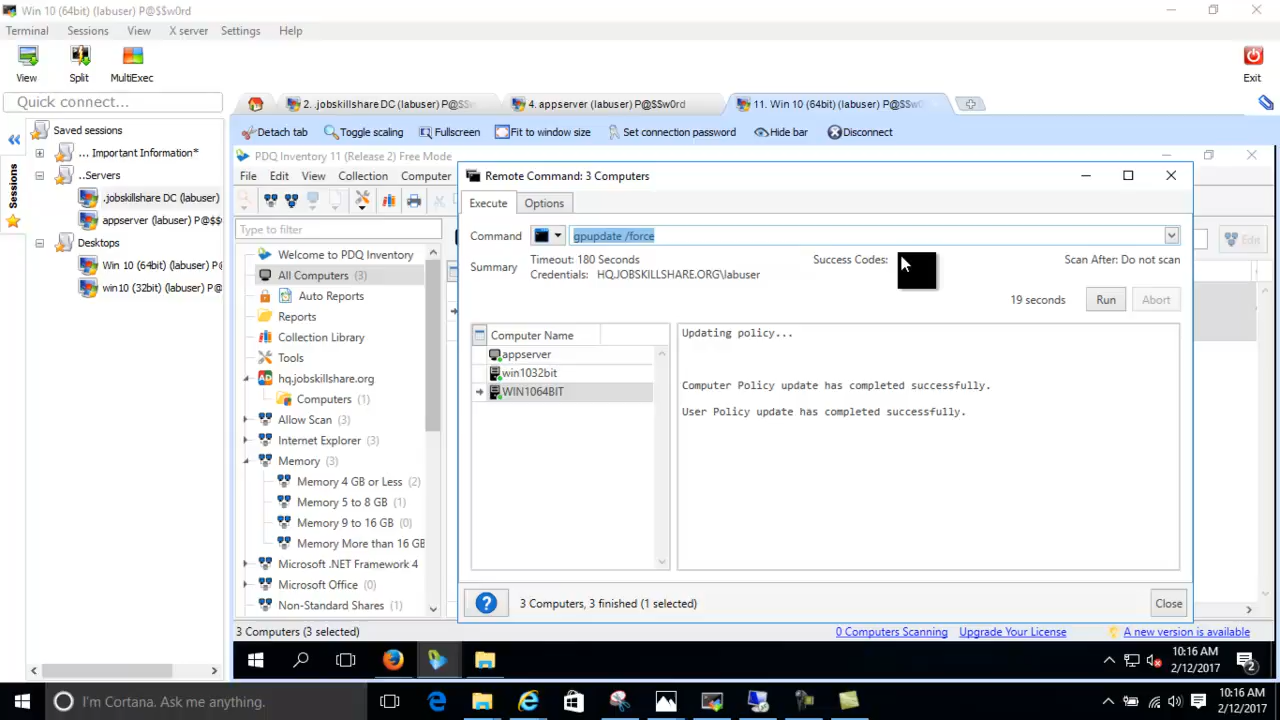 Win 10 (64bit) (labuser) P@$$w0rd
Terminal Sessions View X server Settings Help
View Split MultiExec Exit
Quick connect...
2. .jobskillshare DC (labuser) P@$$
4. appserver (labuser) P@$$w0rd
11. Win 10 (64bit) (labuser) P@$$w0
Detach tab Toggle scaling Fullscreen Fit to window size Set connection password Hide bar Disconnect
Sessions
Saved sessions
... Important Information*
..Servers
.jobskillshare DC (labuser)
appserver (labuser) P@$$
Desktops
Win 10 (64bit) (labuser) P@
win10 (32bit) (labuser) P@
PDQ Inventory 11 (Release 2) Free Mode
File Edit View Collection Computer
Type to filter
Edit
Welcome to PDQ Inventory
All Computers (3)
Auto Reports
Reports
Collection Library
Tools
AD hq.jobskillshare.org
Computers (1)
Allow Scan (3)
Internet Explorer (3)
Memory (3)
Memory 4 GB or Less (2)
Memory 5 to 8 GB (1)
Memory 9 to 16 GB (0)
Memory More than 16 GB
Microsoft .NET Framework 4
Microsoft Office (0)
Non-Standard Shares (1)
Remote Command: 3 Computers
Execute Options
Command gpupdate /force
Summary Timeout: 180 Seconds Success Codes: Scan After: Do not scan
Credentials: HQ.JOBSKILLSHARE.ORG\labuser
19 seconds Run Abort
Computer Name
appserver
win1032bit
WIN1064BIT
Updating policy...
Computer Policy update has completed successfully.
User Policy update has completed successfully.
? 3 Computers, 3 finished (1 selected) Close
3 Computers (3 selected) 0 Computers Scanning Upgrade Your License A new version is available
10:16 AM
2/12/2017
2
I'm Cortana. Ask me anything.
10:16 AM
2/12/2017